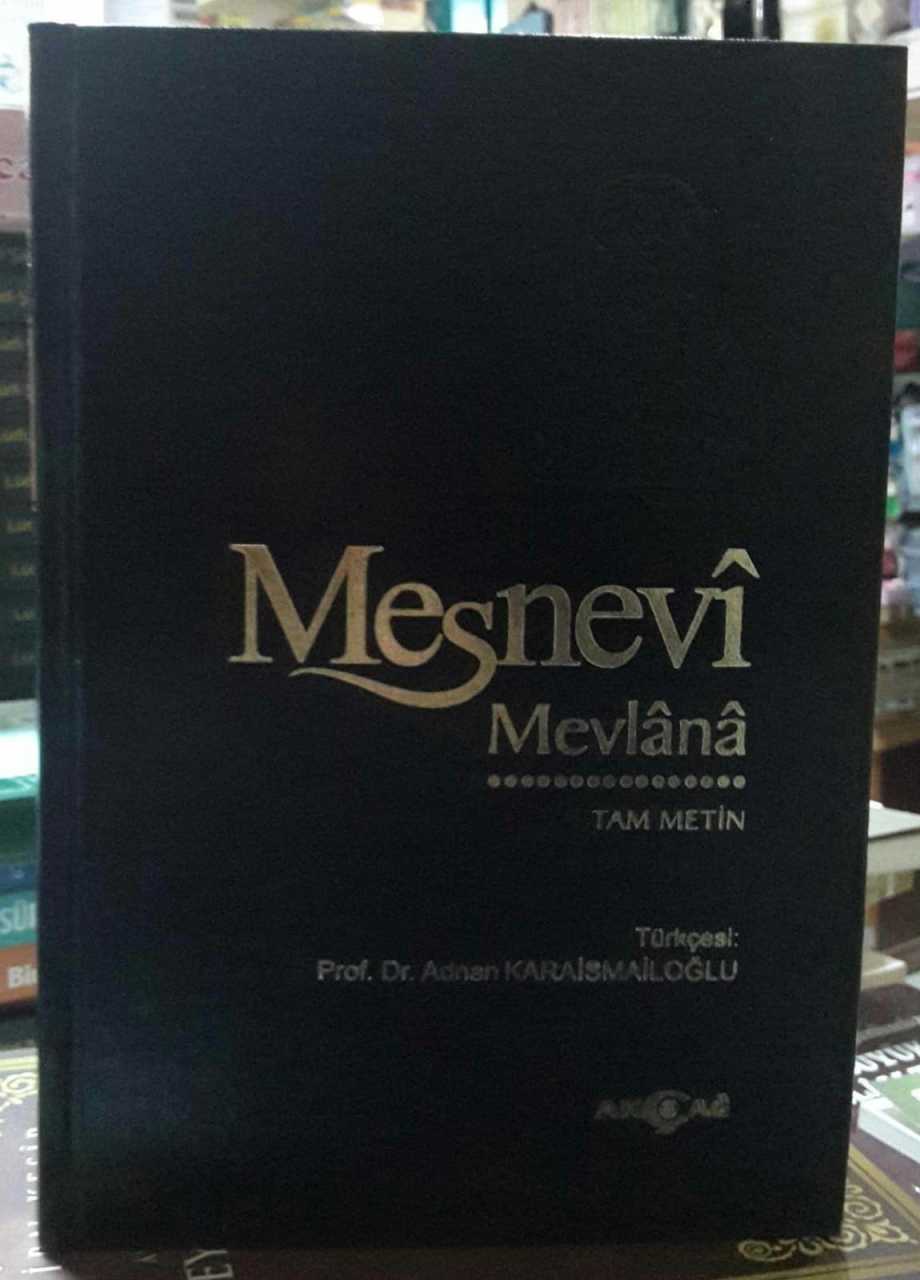 Mesnevî
Mevlânâ
TAM METİN
Türkçesi:
Prof. Dr. Adnan KARAİSMAİLOĞLU
AKÇAĞ